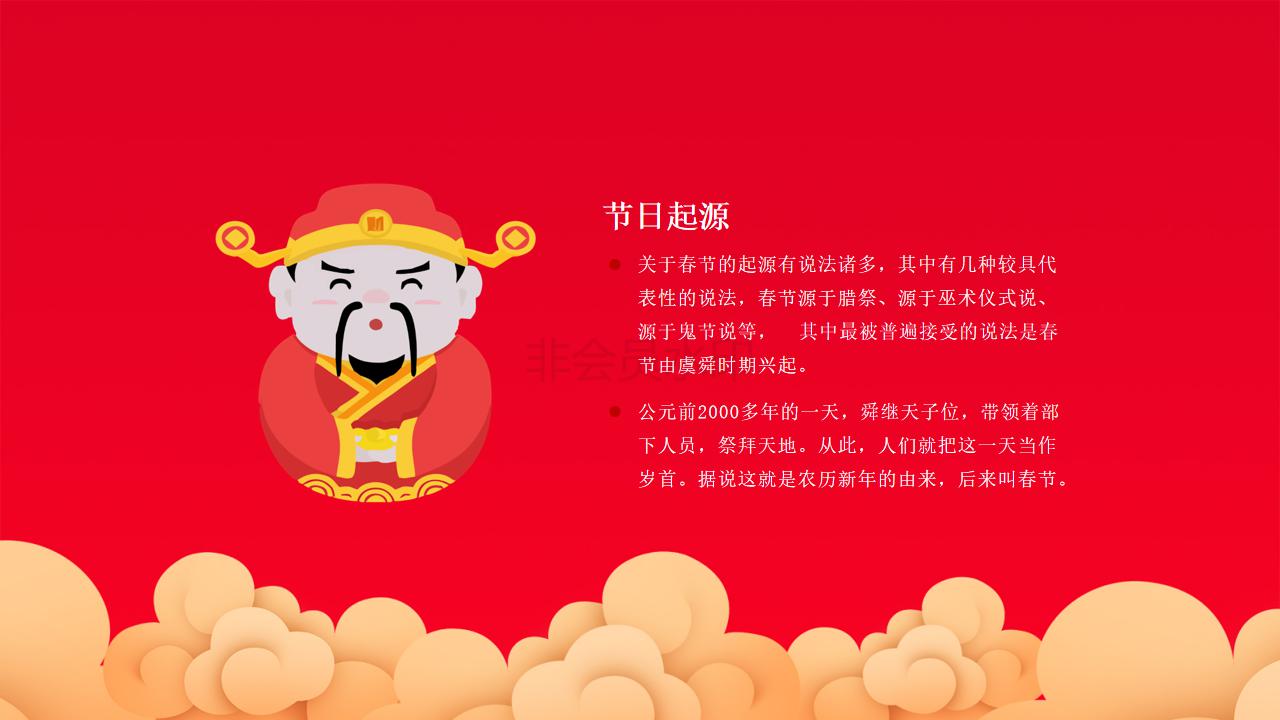 节日起源
关于春节的起源有说法诸多，其中有几种较具代
表性的说法，春节源于腊祭、源于巫术仪式说、
源于鬼节说等，　其中最被普遍接受的说法是春
节由虞舜时期兴起。
非会员水印
公元前2000多年的一天，舜继天子位，带领着部
下人员，祭拜天地。从此，人们就把这一天当作
岁首。据说这就是农历新年的由来，后来叫春节。